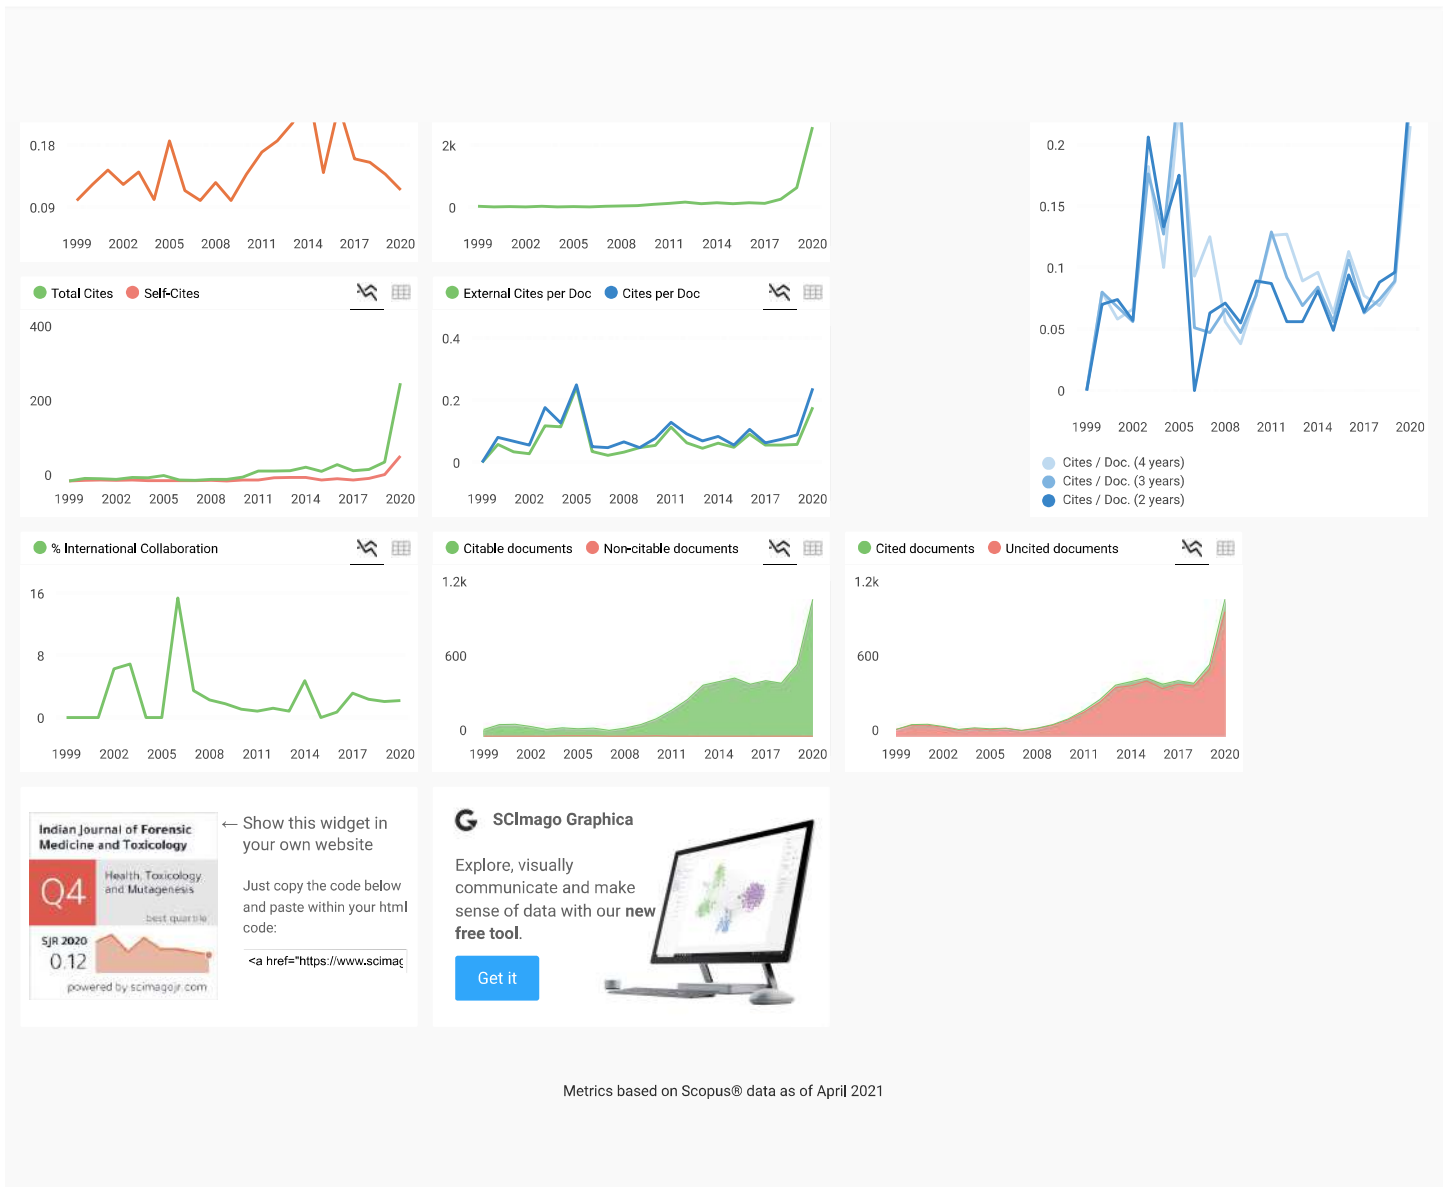 0.18
0.09
1999 2002 2005 2008 2011 2014 2017 2020
2k
0
1999 2002 2005 2008 2011 2014 2017 2020
0.2
0.15
0.1
0.05
0
1999 2002 2005 2008 2011 2014 2017 2020
Cites / Doc. (4 years)
Cites / Doc. (3 years)
Cites / Doc. (2 years)
Total Cites Self-Cites
400
200
0
1999 2002 2005 2008 2011 2014 2017 2020
External Cites per Doc Cites per Doc
0.4
0.2
0
1999 2002 2005 2008 2011 2014 2017 2020
% International Collaboration
16
8
0
1999 2002 2005 2008 2011 2014 2017 2020
Citable documents Non-citable documents
1.2k
600
0
1999 2002 2005 2008 2011 2014 2017 2020
Cited documents Uncited documents
1.2k
600
0
1999 2002 2005 2008 2011 2014 2017 2020
Indian Journal of Forensic
Medicine and Toxicology
Q4
Health, Toxicology
and Mutagenesis
best quartile
SJR 2020
0.12
powered by scimagojr.com
← Show this widget in
your own website
Just copy the code below
and paste within your html
code:
<a href="https://www.scimag
SCImago Graphica
Explore, visually
communicate and make
sense of data with our new
free tool.
Get it
Metrics based on Scopus® data as of April 2021